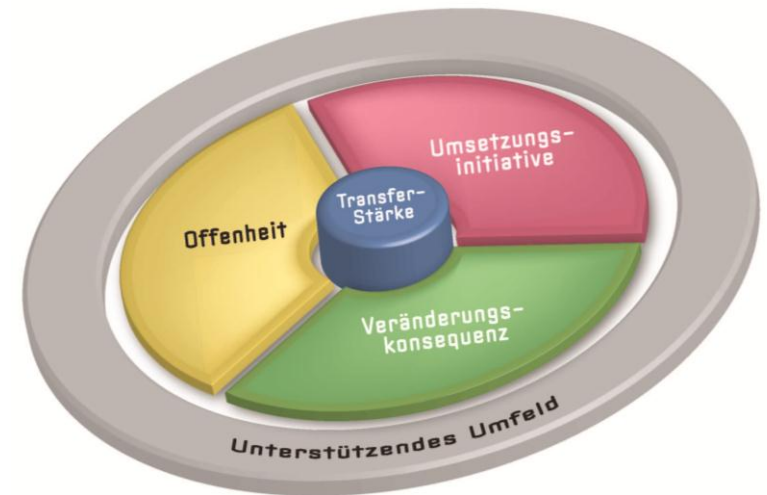 Umsetzungs-
initiative
Transfer-
Stärke
Offenheit
Veränderungs-
konsequenz
Unterstützendes Umfeld